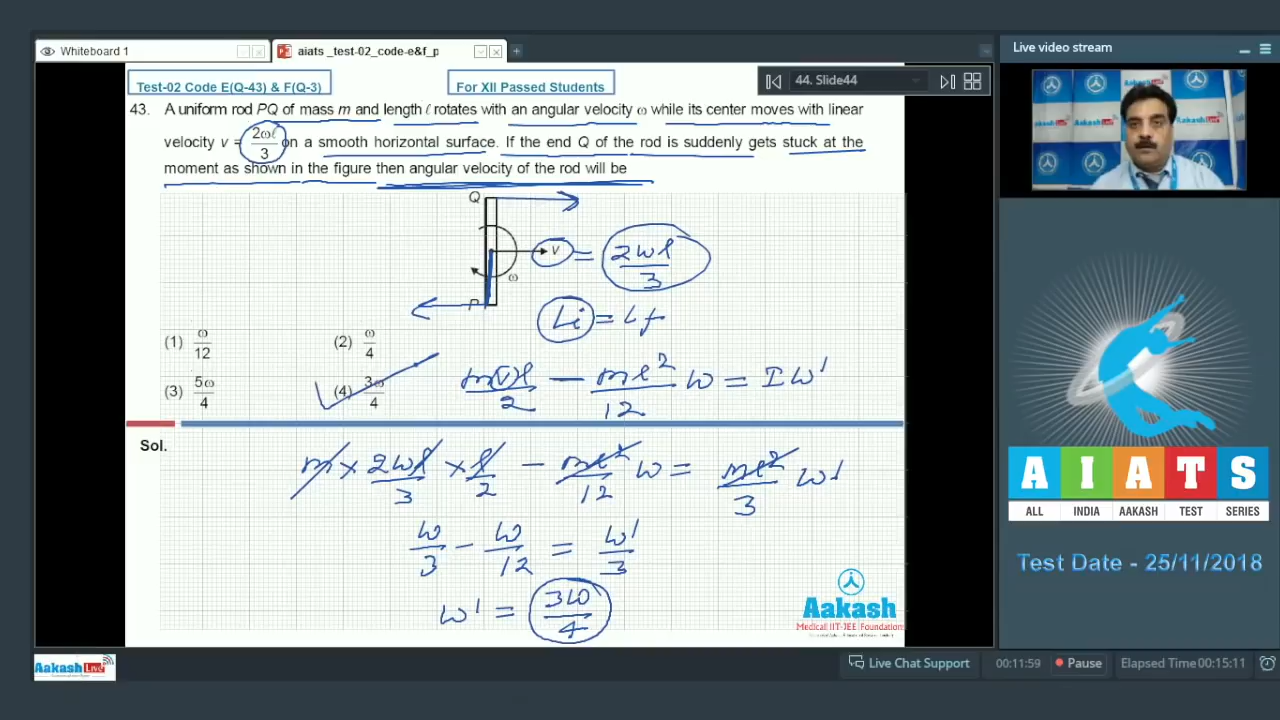 Whiteboard 1
aiats _test-02_code-e&f_p
Live video stream
Test-02 Code E(Q-43) & F(Q-3)
For XII Passed Students
44. Slide44
43. A uniform rod PQ of mass m and length ℓ rotates with an angular velocity ω while its center moves with linear
velocity v = 2ωℓ/3 on a smooth horizontal surface. If the end Q of the rod is suddenly gets stuck at the
moment as shown in the figure then angular velocity of the rod will be
Q
v = 2ωℓ/3
ω
P
Li = Lf
(1) ω/12
(2) ω/4
(3) 5ω/4
(4) 3ω/4
m(v)ℓ/2 − mℓ²/12 ω = Iω'
Sol.
m × 2ωℓ/3 × ℓ/2 − mℓ²/12 ω = mℓ²/3 ω'
ω/3 − ω/12 = ω'/3
ω' = 3ω/4
AIATS
ALL INDIA AAKASH TEST SERIES
Test Date - 25/11/2018
Aakash
Medical|IIT-JEE|Foundations
Aakash Live
Live Chat Support
00:11:59
Pause
Elapsed Time 00:15:11